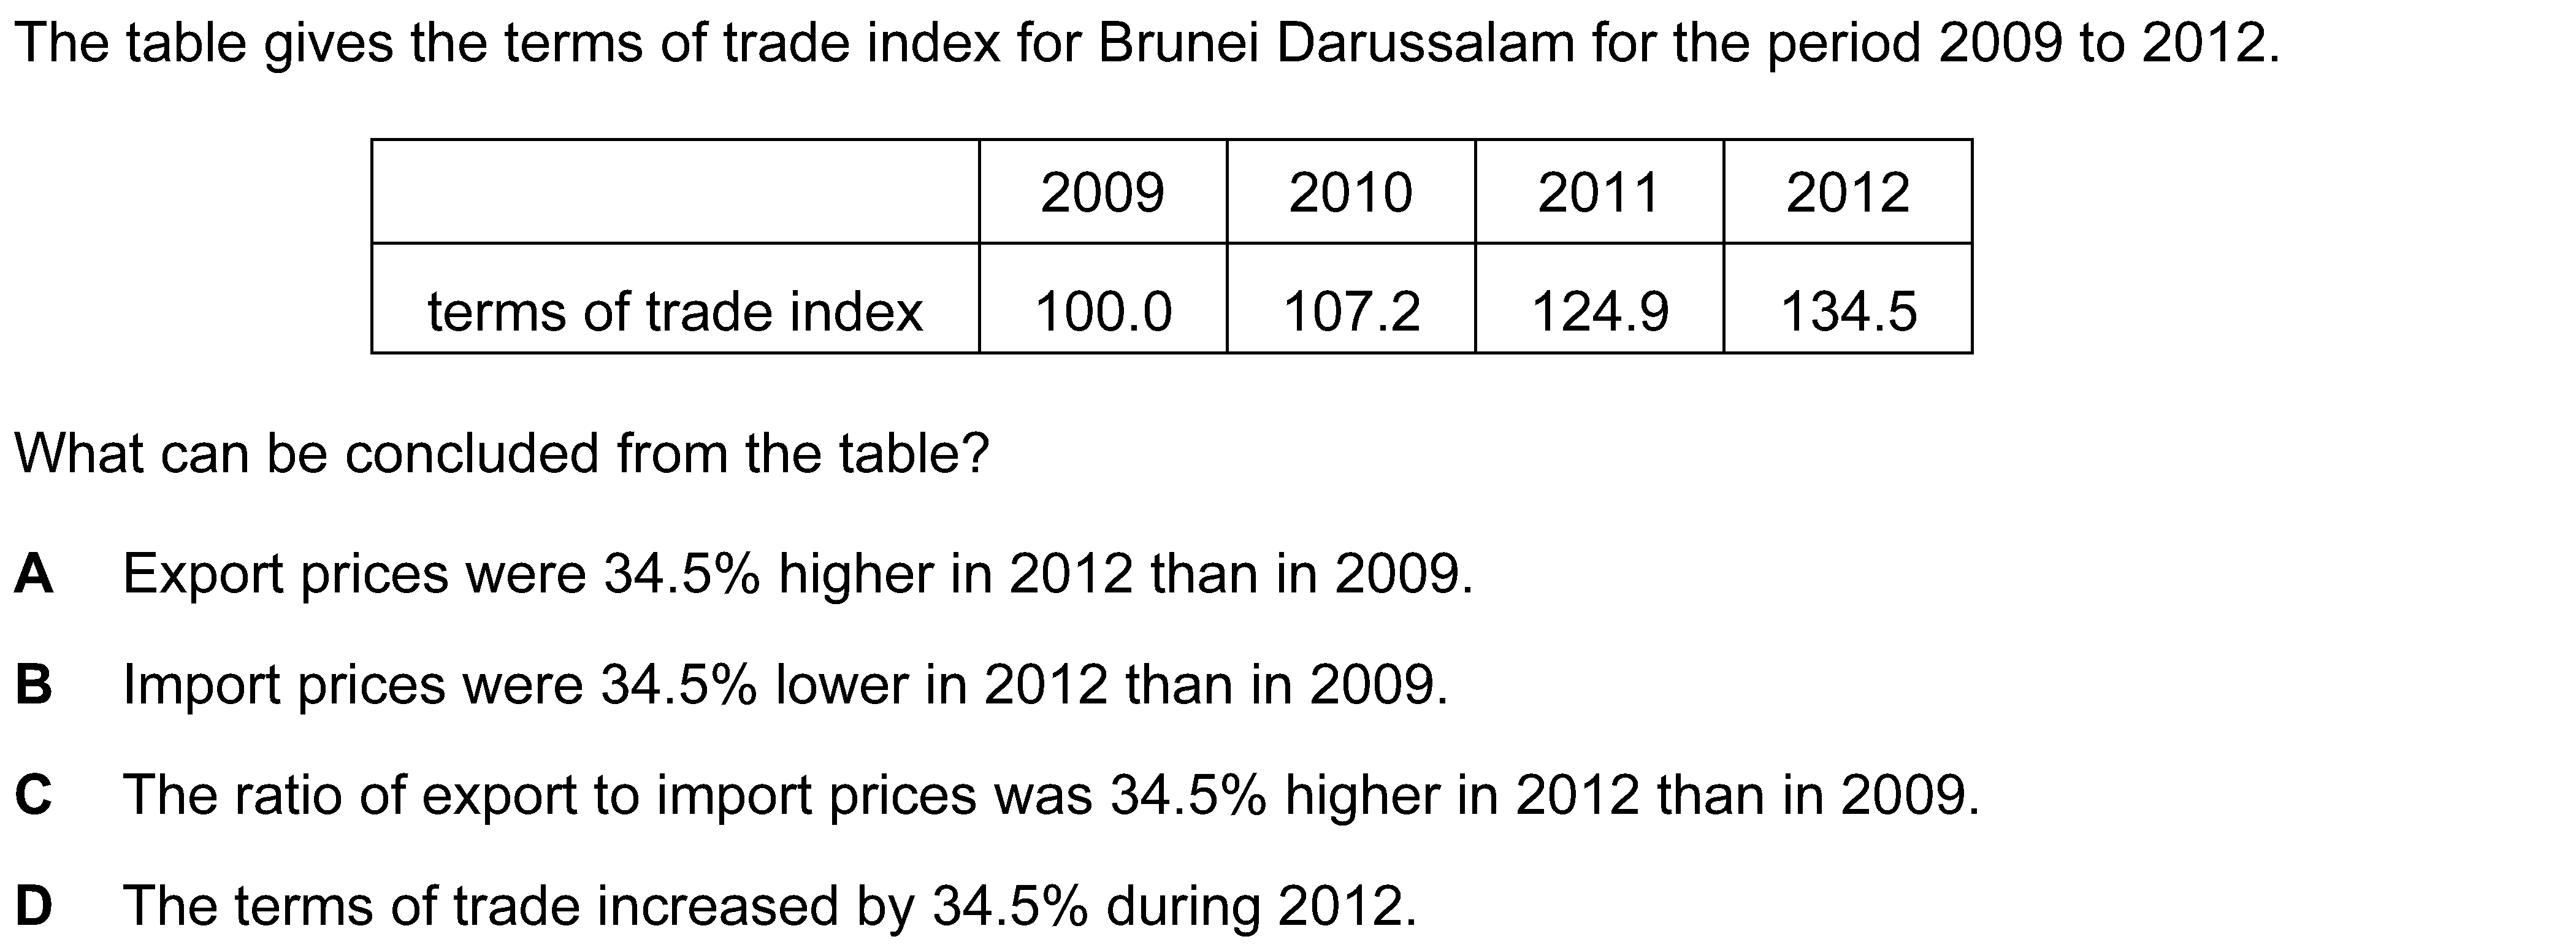 The table gives the terms of trade index for Brunei Darussalam for the period 2009 to 2012.
2009 2010 2011 2012
terms of trade index 100.0 107.2 124.9 134.5
What can be concluded from the table?
A Export prices were 34.5% higher in 2012 than in 2009.
B Import prices were 34.5% lower in 2012 than in 2009.
C The ratio of export to import prices was 34.5% higher in 2012 than in 2009.
D The terms of trade increased by 34.5% during 2012.